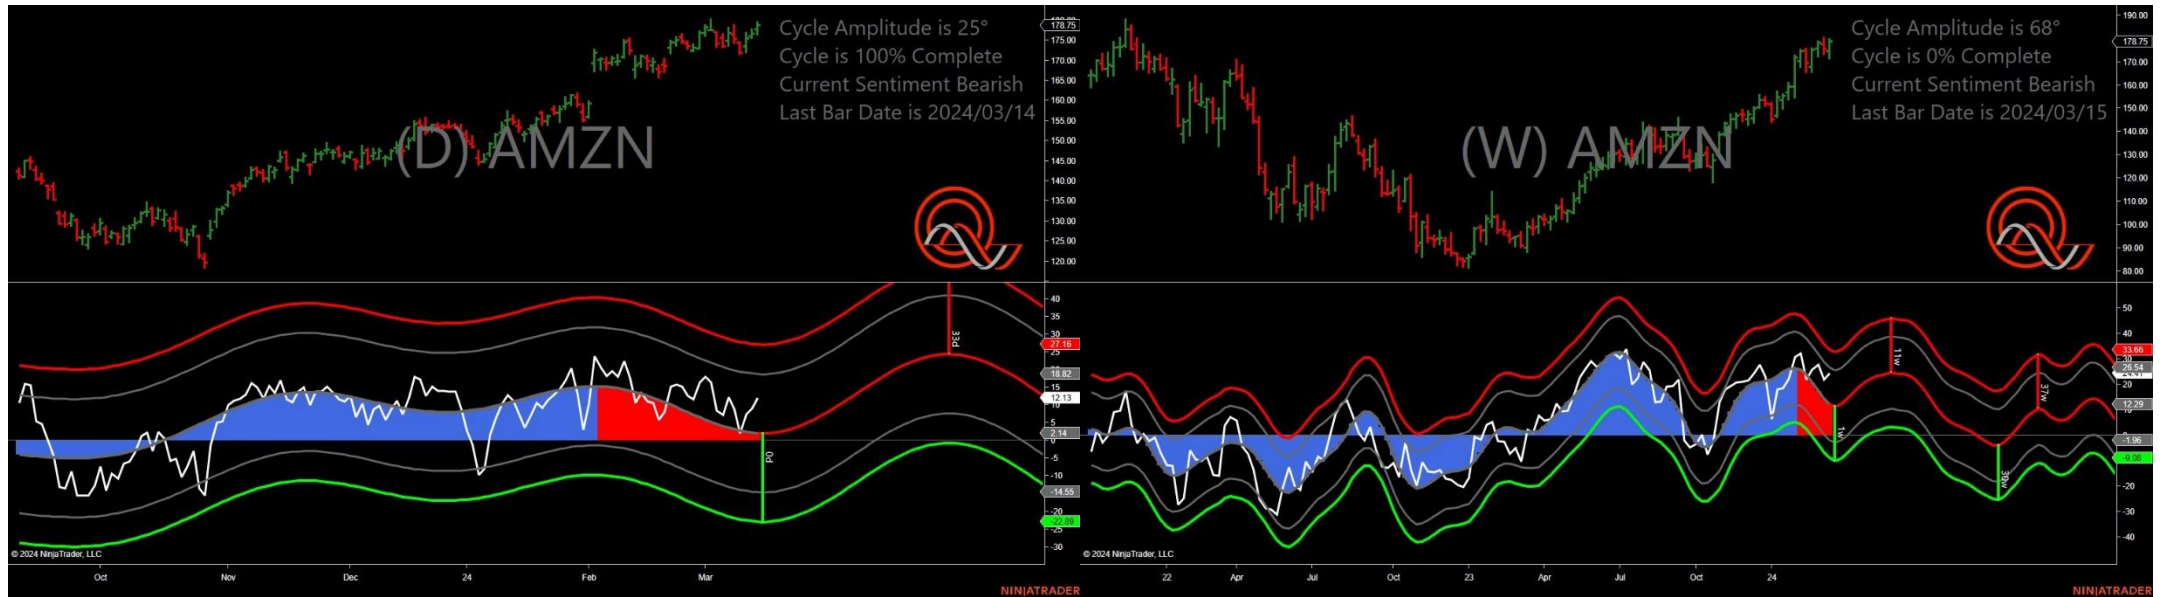 Cycle Amplitude is 25°
Cycle is 100% Complete
Current Sentiment Bearish
Last Bar Date is 2024/03/14
(D) AMZN
178.75
175.00
170.00
165.00
160.00
155.00
150.00
145.00
140.00
135.00
130.00
125.00
120.00
40
35
30
27.16
25
18.82
15
12.13
5
2.14
0
-5
-10
-14.55
-20
-22.89
-25
-30
33d
0d
© 2024 NinjaTrader, LLC
Oct
Nov
Dec
24
Feb
Mar
NINJATRADER
Cycle Amplitude is 68°
Cycle is 0% Complete
Current Sentiment Bearish
Last Bar Date is 2024/03/15
(W) AMZN
190.00
178.75
170.00
160.00
150.00
140.00
130.00
120.00
110.00
100.00
90.00
80.00
50
40
33.66
26.54
20
12.29
-1.96
-9.08
-20
-30
-40
11w
37w
1w
30w
© 2024 NinjaTrader, LLC
22
Apr
Jul
Oct
23
Apr
Jul
Oct
24
NINJATRADER